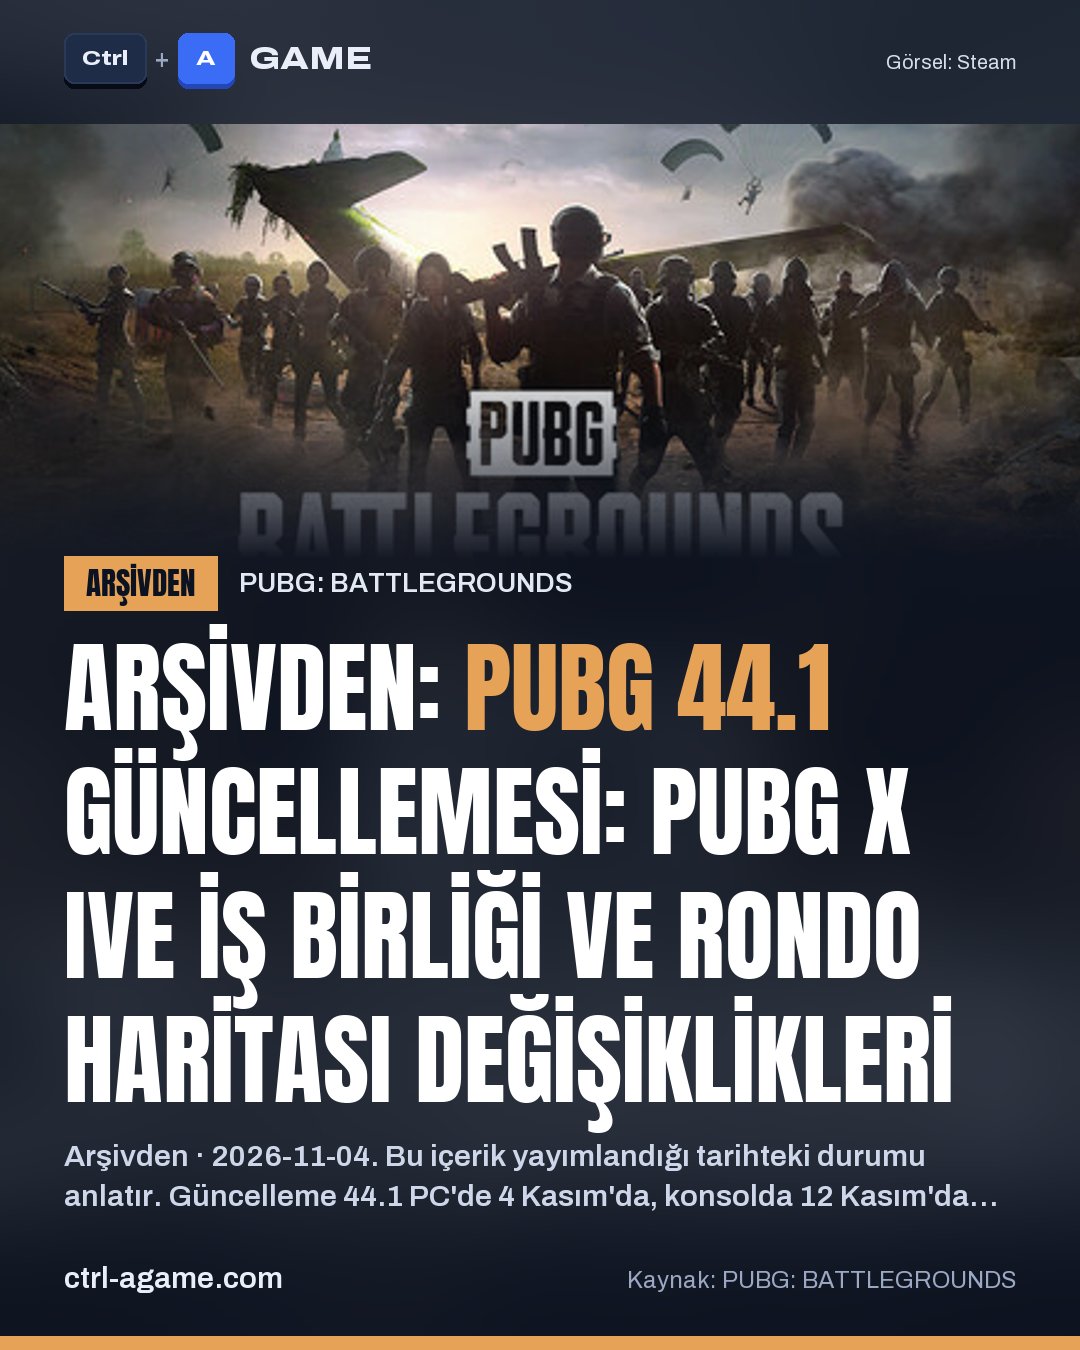 Ctrl + A GAME
Görsel: Steam
PUBG
BATTLEGROUNDS
ARŞİVDEN PUBG: BATTLEGROUNDS
ARŞİVDEN: PUBG 44.1
GÜNCELLEMESİ: PUBG X
IVE İŞ BİRLİĞİ VE RONDO
HARİTASI DEĞİŞİKLİKLERİ
Arşivden · 2026-11-04. Bu içerik yayımlandığı tarihteki durumu
anlatır. Güncelleme 44.1 PC'de 4 Kasım'da, konsolda 12 Kasım'da...
ctrl-agame.com
Kaynak: PUBG: BATTLEGROUNDS